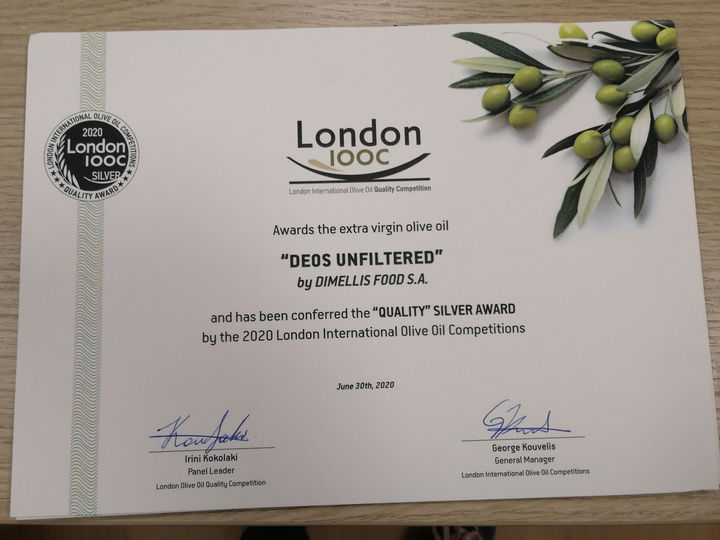 LONDON INTERNATIONAL OLIVE OIL COMPETITIONS
2020
London
IOOC
SILVER
QUALITY AWARD
London
IOOC
London International Olive Oil Quality Competition
Awards the extra virgin olive oil
“DEOS UNFILTERED”
by DIMELLIS FOOD S.A.
and has been conferred the “QUALITY” SILVER AWARD
by the 2020 London International Olive Oil Competitions
June 30th, 2020
Irini Kokolaki
Panel Leader
London Olive Oil Quality Competition
George Kouvelis
General Manager
London International Olive Oil Competitions